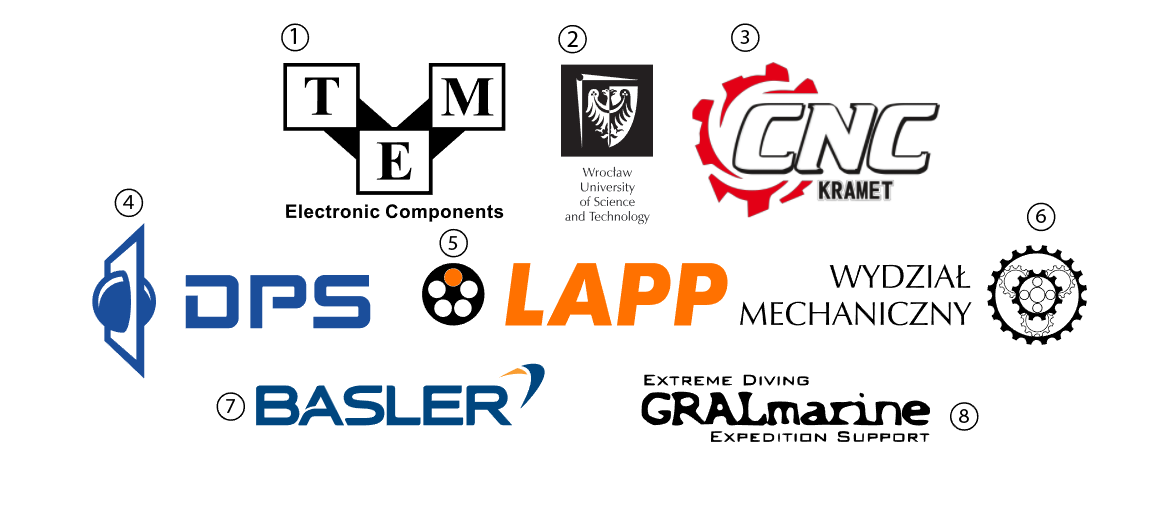 1
T M
E
Electronic Components
2
Wrocław
University
of Science
and Technology
3
CNC
KRAMET
4
DPS
5
LAPP
6
WYDZIAŁ
MECHANICZNY
7
BASLER
EXTREME DIVING
GRALmarine
EXPEDITION SUPPORT
8